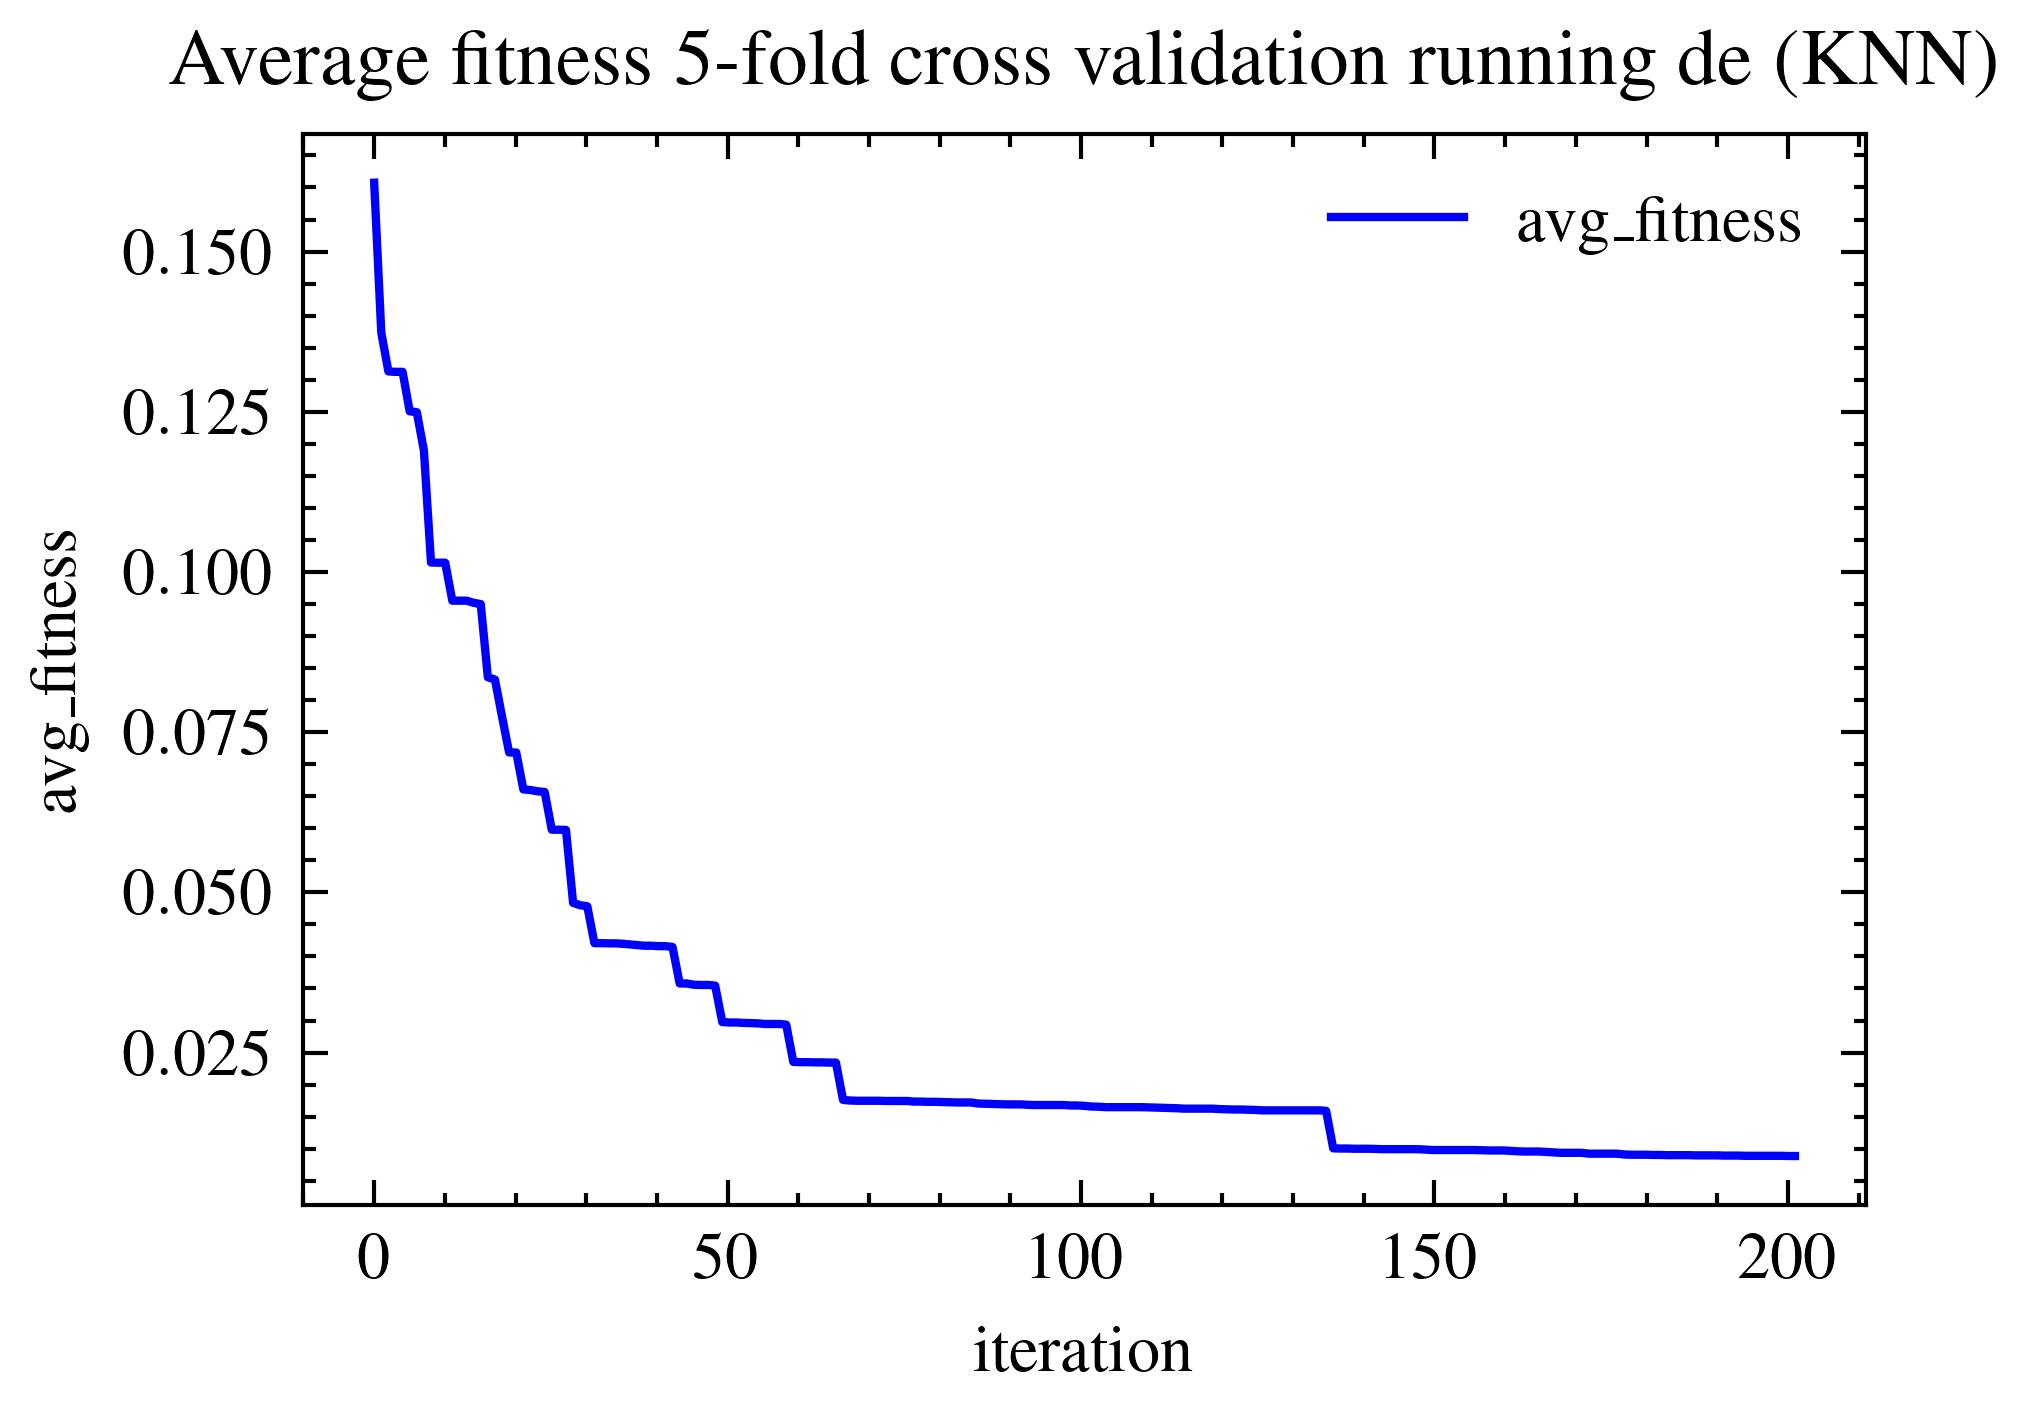 Average fitness 5-fold cross validation running de (KNN)
avg_fitness
0.150
0.125
0.100
0.075
0.050
0.025
avg_fitness
0 50 100 150 200
iteration